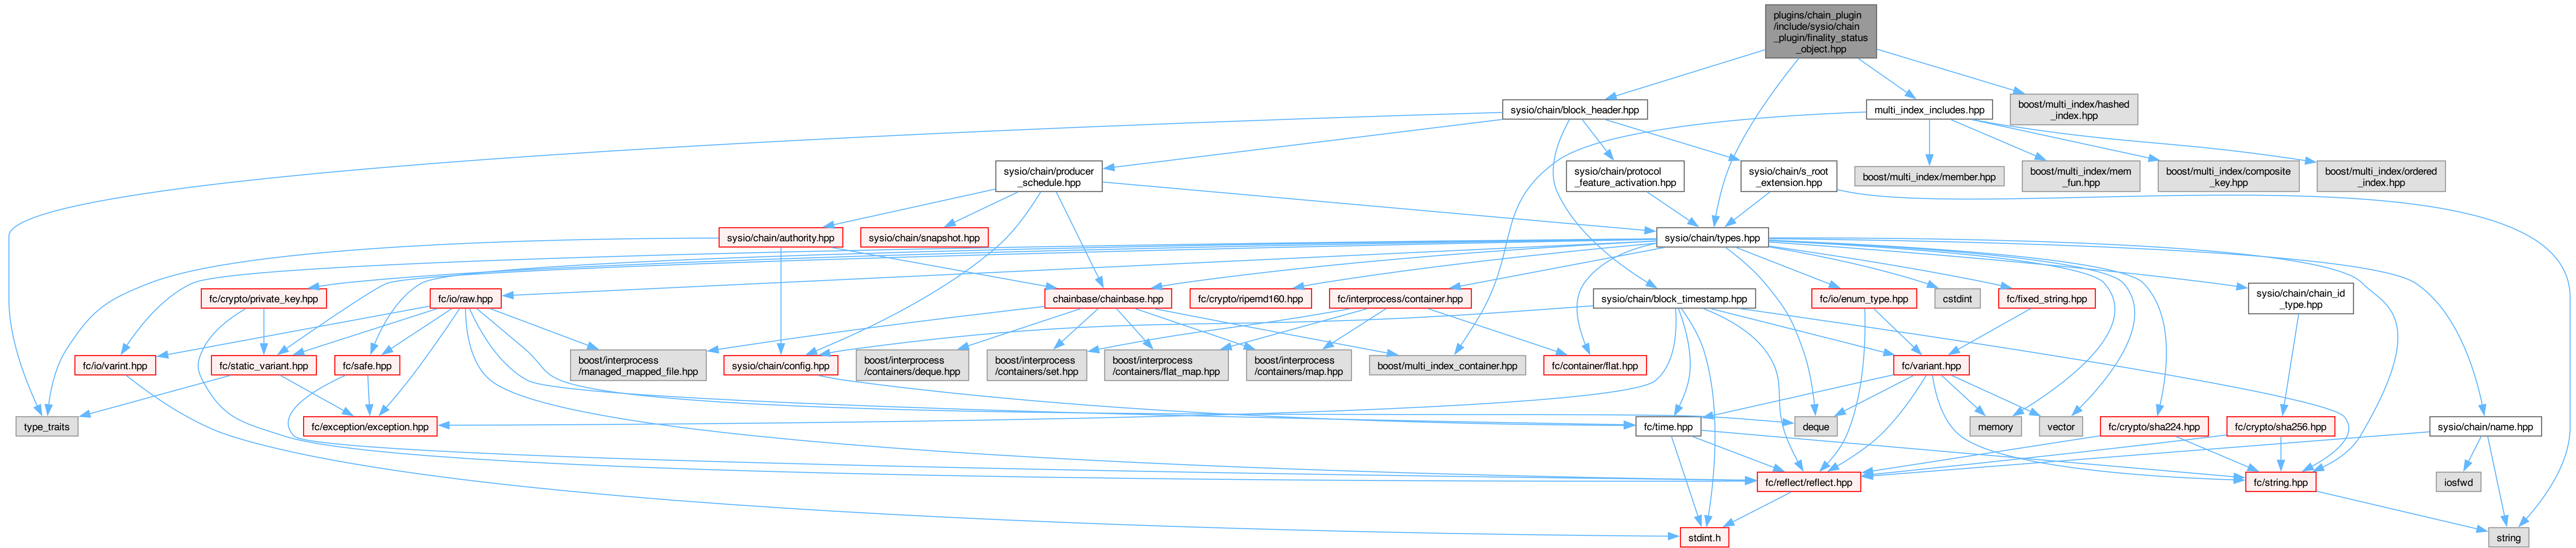 plugins/chain_plugin
/include/sysio/chain
_plugin/finality_status
_object.hpp
sysio/chain/block_header.hpp
multi_index_includes.hpp
boost/multi_index/hashed
_index.hpp
sysio/chain/producer
_schedule.hpp
sysio/chain/protocol
_feature_activation.hpp
sysio/chain/s_root
_extension.hpp
boost/multi_index/member.hpp
boost/multi_index/mem
_fun.hpp
boost/multi_index/composite
_key.hpp
boost/multi_index/ordered
_index.hpp
sysio/chain/authority.hpp
sysio/chain/snapshot.hpp
sysio/chain/types.hpp
fc/crypto/private_key.hpp
fc/io/raw.hpp
chainbase/chainbase.hpp
fc/crypto/ripemd160.hpp
fc/interprocess/container.hpp
sysio/chain/block_timestamp.hpp
fc/io/enum_type.hpp
cstdint
fc/fixed_string.hpp
sysio/chain/chain_id
_type.hpp
fc/io/varint.hpp
fc/static_variant.hpp
fc/safe.hpp
boost/interprocess
/managed_mapped_file.hpp
sysio/chain/config.hpp
boost/interprocess
/containers/deque.hpp
boost/interprocess
/containers/set.hpp
boost/interprocess
/containers/flat_map.hpp
boost/interprocess
/containers/map.hpp
boost/multi_index_container.hpp
fc/container/flat.hpp
fc/variant.hpp
type_traits
fc/exception/exception.hpp
fc/time.hpp
deque
memory
vector
fc/crypto/sha224.hpp
fc/crypto/sha256.hpp
sysio/chain/name.hpp
fc/reflect/reflect.hpp
fc/string.hpp
iosfwd
stdint.h
string